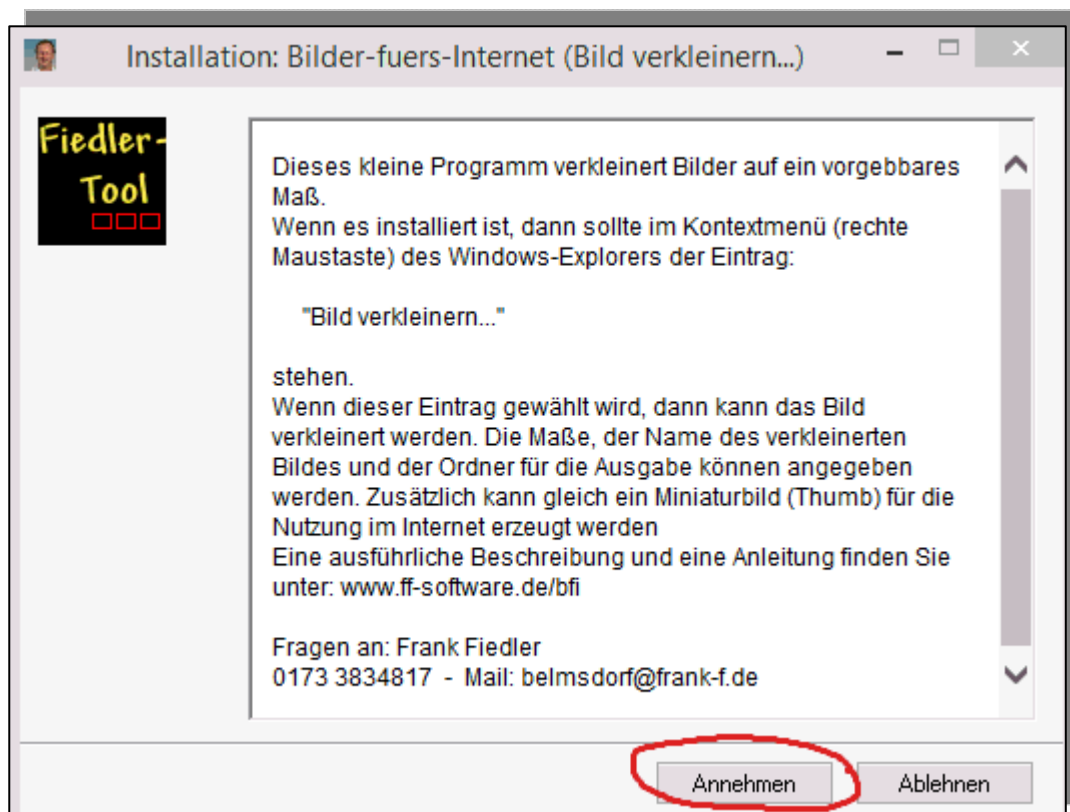 Installation: Bilder-fuers-Internet (Bild verkleinern...)
Fiedler-
Tool
Dieses kleine Programm verkleinert Bilder auf ein vorgebbares
Maß.
Wenn es installiert ist, dann sollte im Kontextmenü (rechte
Maustaste) des Windows-Explorers der Eintrag:
"Bild verkleinern..."
stehen.
Wenn dieser Eintrag gewählt wird, dann kann das Bild
verkleinert werden. Die Maße, der Name des verkleinerten
Bildes und der Ordner für die Ausgabe können angegeben
werden. Zusätzlich kann gleich ein Miniaturbild (Thumb) für die
Nutzung im Internet erzeugt werden
Eine ausführliche Beschreibung und eine Anleitung finden Sie
unter: www.ff-software.de/bfi
Fragen an: Frank Fiedler
0173 3834817 - Mail: belmsdorf@frank-f.de
Annehmen Ablehnen